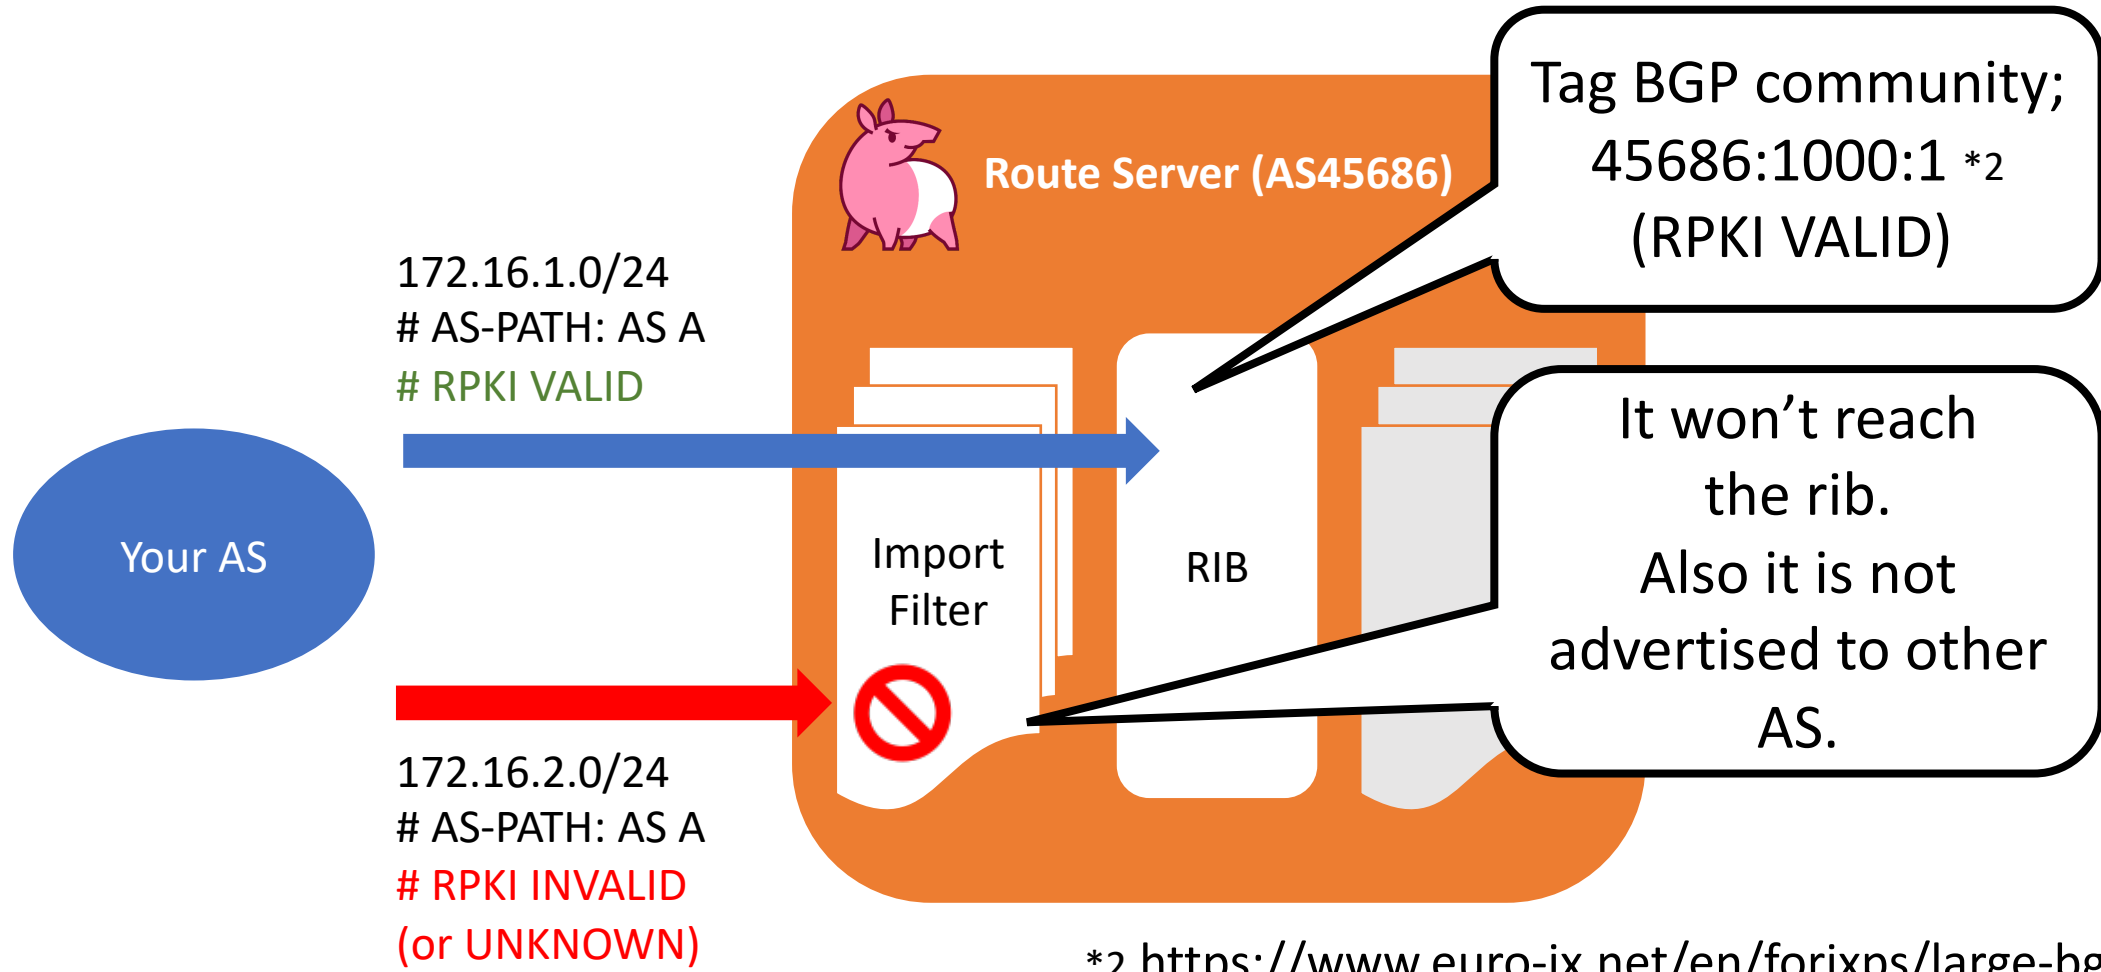 Tag BGP community;
45686:1000:1 *2
(RPKI VALID)
Route Server (AS45686)
172.16.1.0/24
# AS-PATH: AS A
# RPKI VALID
Your AS
Import
Filter
RIB
It won’t reach
the rib.
Also it is not
advertised to other
AS.
172.16.2.0/24
# AS-PATH: AS A
# RPKI INVALID
(or UNKNOWN)
*2 https://www.euro-ix.net/en/forixps/large-bg